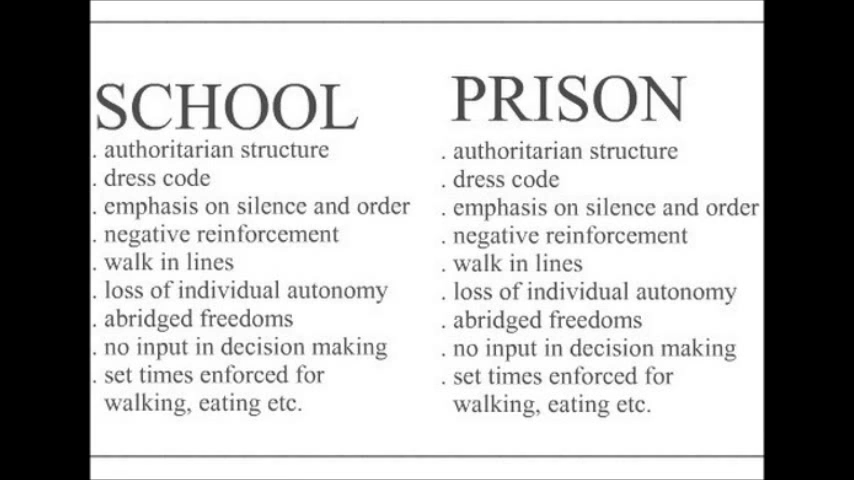 SCHOOL
. authoritarian structure
. dress code
. emphasis on silence and order
. negative reinforcement
. walk in lines
. loss of individual autonomy
. abridged freedoms
. no input in decision making
. set times enforced for
walking, eating etc.
PRISON
. authoritarian structure
. dress code
. emphasis on silence and order
. negative reinforcement
. walk in lines
. loss of individual autonomy
. abridged freedoms
. no input in decision making
. set times enforced for
walking, eating etc.